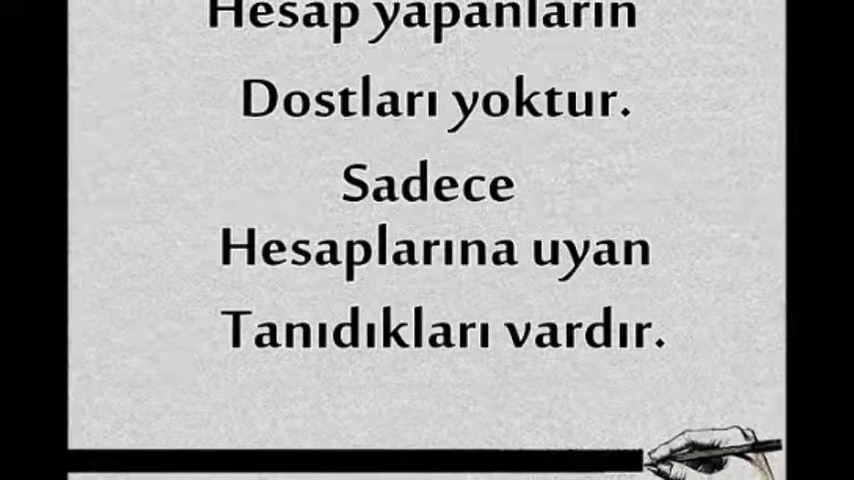 Hesap yapanların
Dostları yoktur.
Sadece
Hesaplarına uyan
Tanıdıkları vardır.